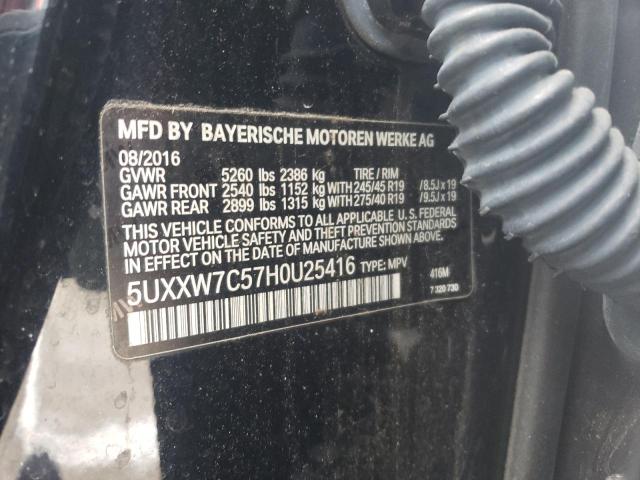 MFD BY BAYERISCHE MOTOREN WERKE AG
08/2016
GVWR 5260 lbs 2386 kg TIRE / RIM
GAWR FRONT 2540 lbs 1152 kg WITH 245/45 R19 /8.5J x 19
GAWR REAR 2899 lbs 1315 kg WITH 275/40 R19 /9.5J x 19
THIS VEHICLE CONFORMS TO ALL APPLICABLE U.S. FEDERAL
MOTOR VEHICLE SAFETY AND THEFT PREVENTION STANDARDS
IN EFFECT ON THE DATE OF MANUFACTURE SHOWN ABOVE.
5UXXW7C57H0U25416 TYPE: MPV 416M
7 320 730